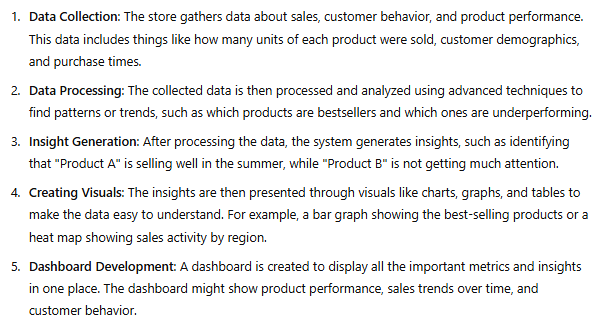 1. Data Collection: The store gathers data about sales, customer behavior, and product performance.
This data includes things like how many units of each product were sold, customer demographics,
and purchase times.
2. Data Processing: The collected data is then processed and analyzed using advanced techniques to
find patterns or trends, such as which products are bestsellers and which ones are underperforming.
3. Insight Generation: After processing the data, the system generates insights, such as identifying
that "Product A" is selling well in the summer, while "Product B" is not getting much attention.
4. Creating Visuals: The insights are then presented through visuals like charts, graphs, and tables to
make the data easy to understand. For example, a bar graph showing the best-selling products or a
heat map showing sales activity by region.
5. Dashboard Development: A dashboard is created to display all the important metrics and insights
in one place. The dashboard might show product performance, sales trends over time, and
customer behavior.